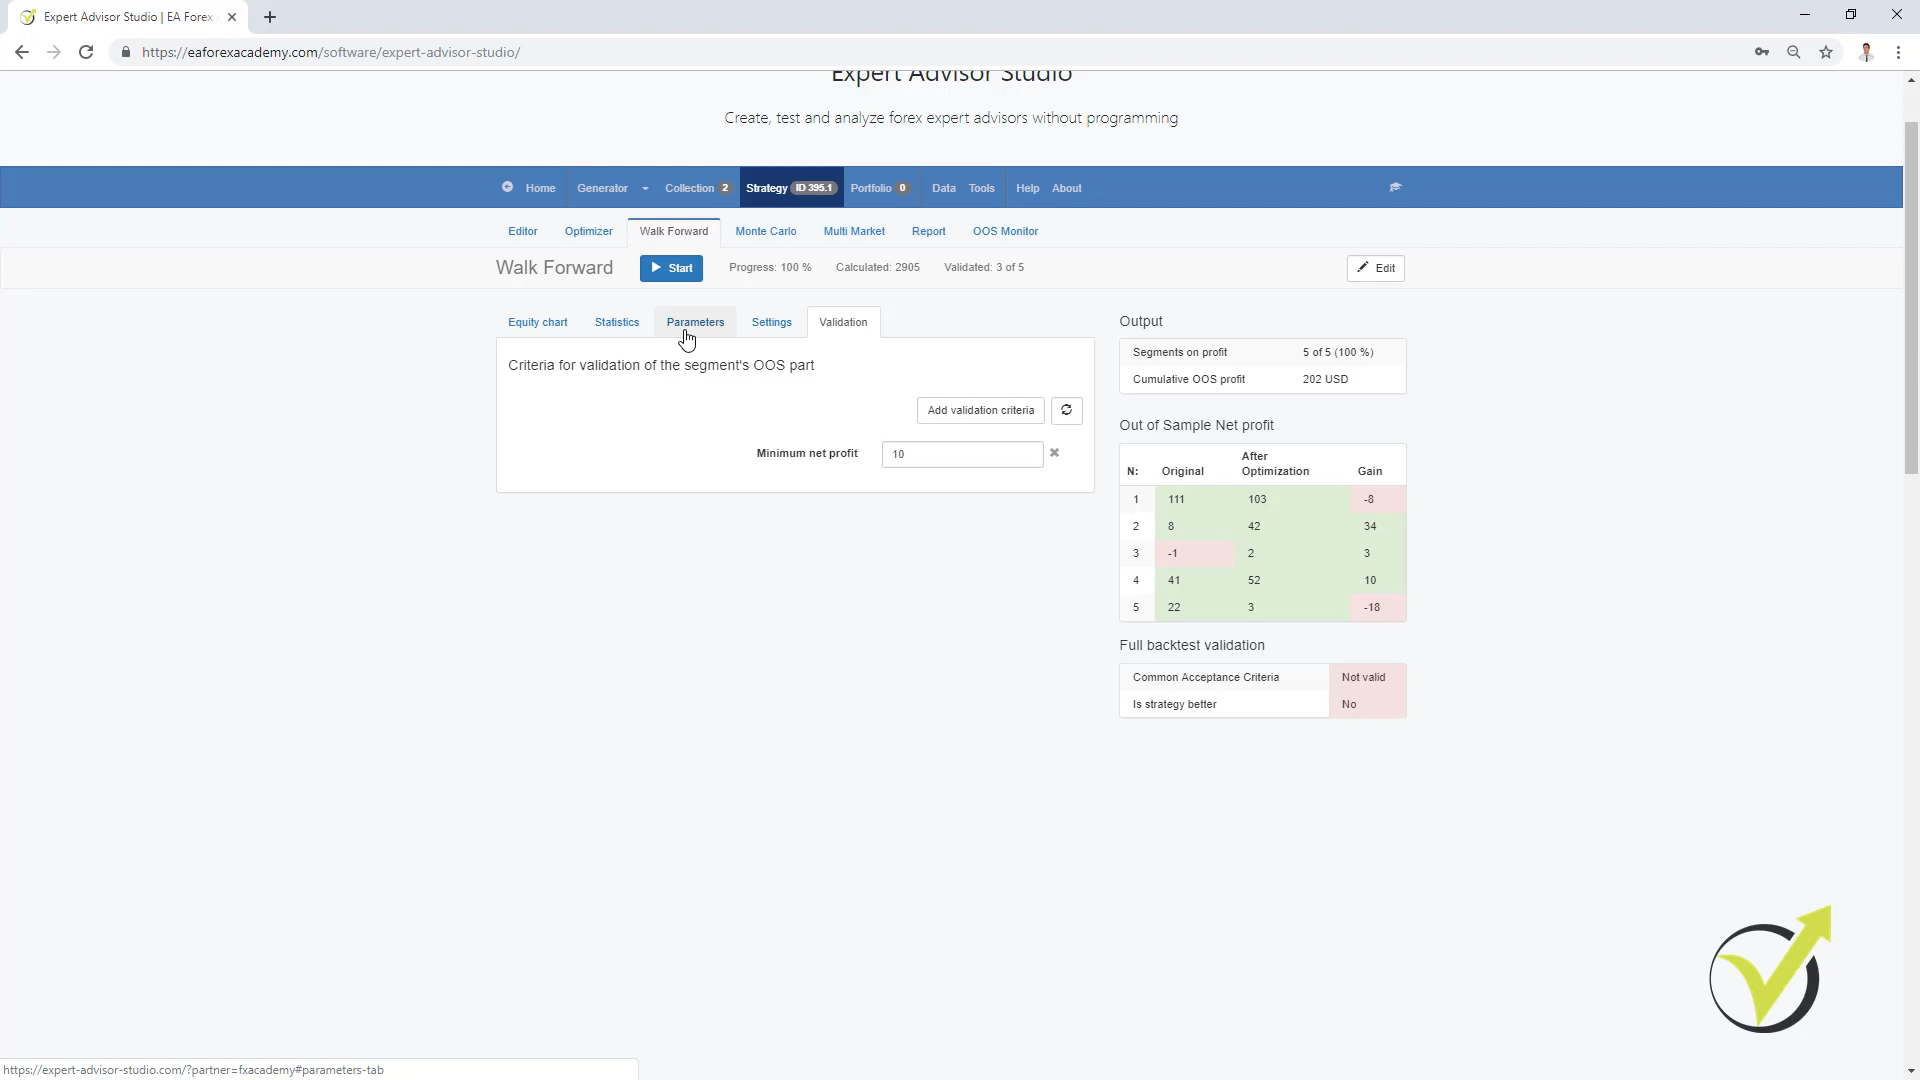 Expert Advisor Studio | EA Forex
https://eaforexacademy.com/software/expert-advisor-studio/
Expert Advisor Studio
Create, test and analyze forex expert advisors without programming
Home Generator Collection 2 Strategy ID 395.1 Portfolio 0 Data Tools Help About
Editor Optimizer Walk Forward Monte Carlo Multi Market Report OOS Monitor
Walk Forward Start Progress: 100 % Calculated: 2905 Validated: 3 of 5 Edit
Equity chart Statistics Parameters Settings Validation
Criteria for validation of the segment's OOS part
Add validation criteria
Minimum net profit 10
Output
Segments on profit 5 of 5 (100 %)
Cumulative OOS profit 202 USD
Out of Sample Net profit
N: Original After Optimization Gain
1 111 103 -8
2 8 42 34
3 -1 2 3
4 41 52 10
5 22 3 -18
Full backtest validation
Common Acceptance Criteria Not valid
Is strategy better No
https://expert-advisor-studio.com/?partner=fxacademy#parameters-tab